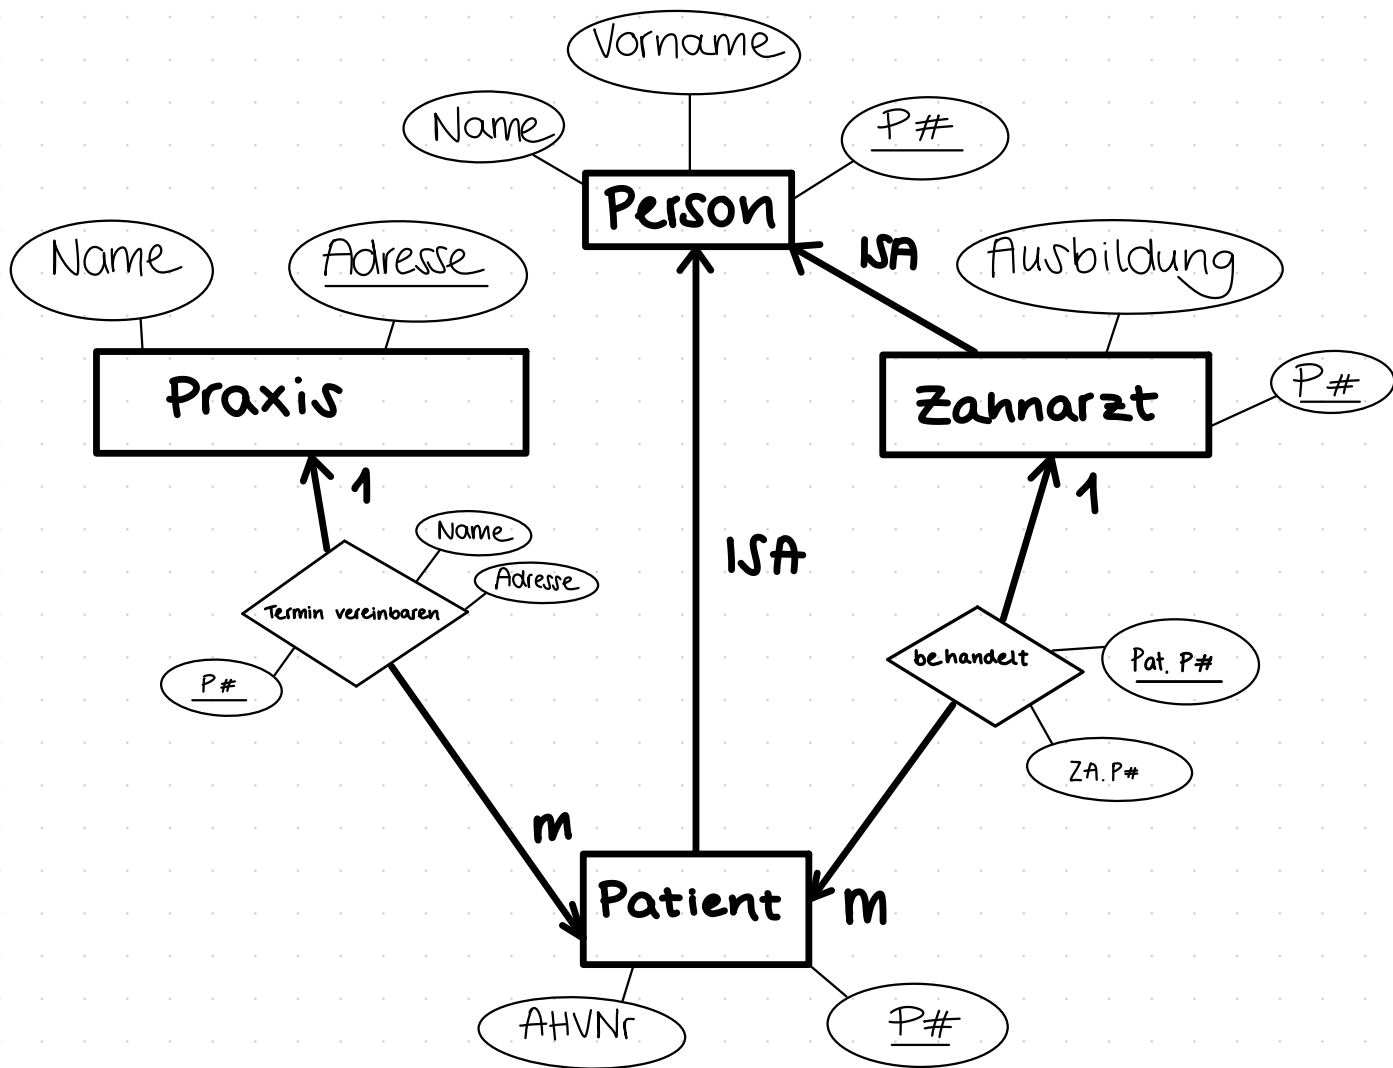 Vorname
Name
P#
Person
Name
Adresse
ISA
Ausbildung
Praxis
Zahnarzt
P#
1
1
Name
Adresse
ISA
Termin vereinbaren
behandelt
Pat. P#
P#
ZA. P#
m
Patient
m
AHVNr
P#